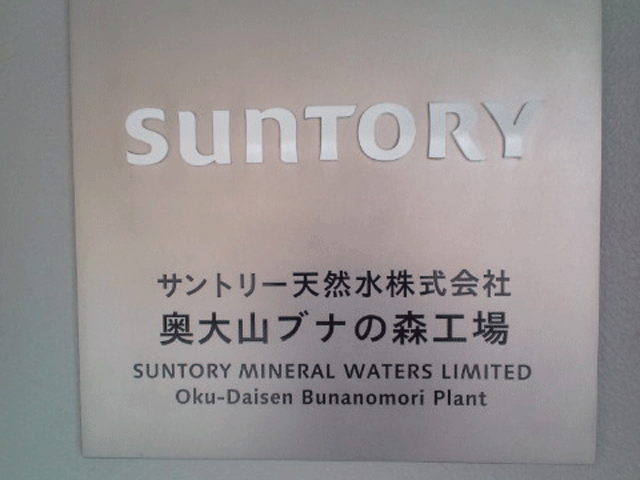 SUNTORY
サントリー天然水株式会社
奥大山ブナの森工場
SUNTORY MINERAL WATERS LIMITED
Oku-Daisen Bunanomori Plant